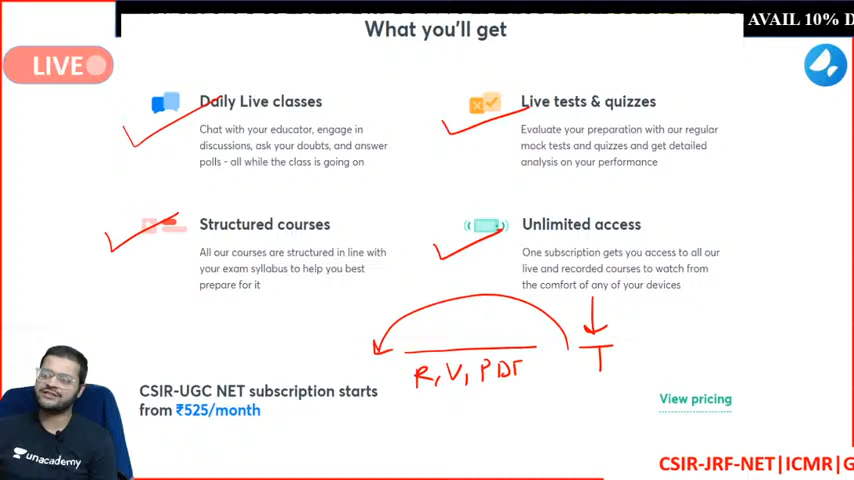 What you'll get
AVAIL 10% D
LIVE
Daily Live classes
Chat with your educator, engage in
discussions, ask your doubts, and answer
polls - all while the class is going on
Live tests & quizzes
Evaluate your preparation with our regular
mock tests and quizzes and get detailed
analysis on your performance
Structured courses
All our courses are structured in line with
your exam syllabus to help you best
prepare for it
Unlimited access
One subscription gets you access to all our
live and recorded courses to watch from
the comfort of any of your devices
R, V, PDF
T
CSIR-UGC NET subscription starts
from ₹525/month
View pricing
unacademy
CSIR-JRF-NET|ICMR|G